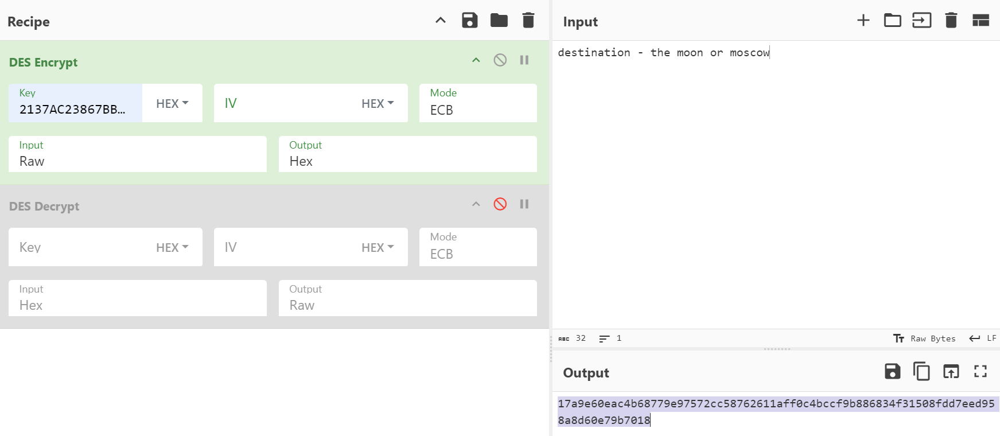 Recipe
DES Encrypt
Key
2137AC23867BB...
HEX
IV
HEX
Mode
ECB
Input
Raw
Output
Hex
DES Decrypt
Key
HEX
IV
HEX
Mode
ECB
Input
Hex
Output
Raw
Input
destination - the moon or moscow
ABC 32
1
Raw Bytes
LF
Output
17a9e60eac4b68779e97572cc58762611aff0c4bccf9b886834f31508fdd7eed95
8a8d60e79b7018